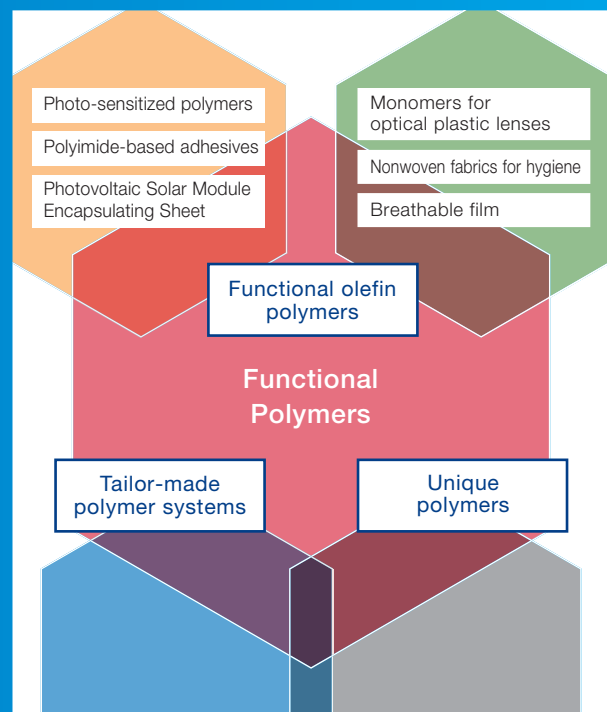 Photo-sensitized polymers
Polyimide-based adhesives
Photovoltaic Solar Module
Encapsulating Sheet
Monomers for
optical plastic lenses
Nonwoven fabrics for hygiene
Breathable film
Functional olefin
polymers
Functional
Polymers
Tailor-made
polymer systems
Unique
polymers